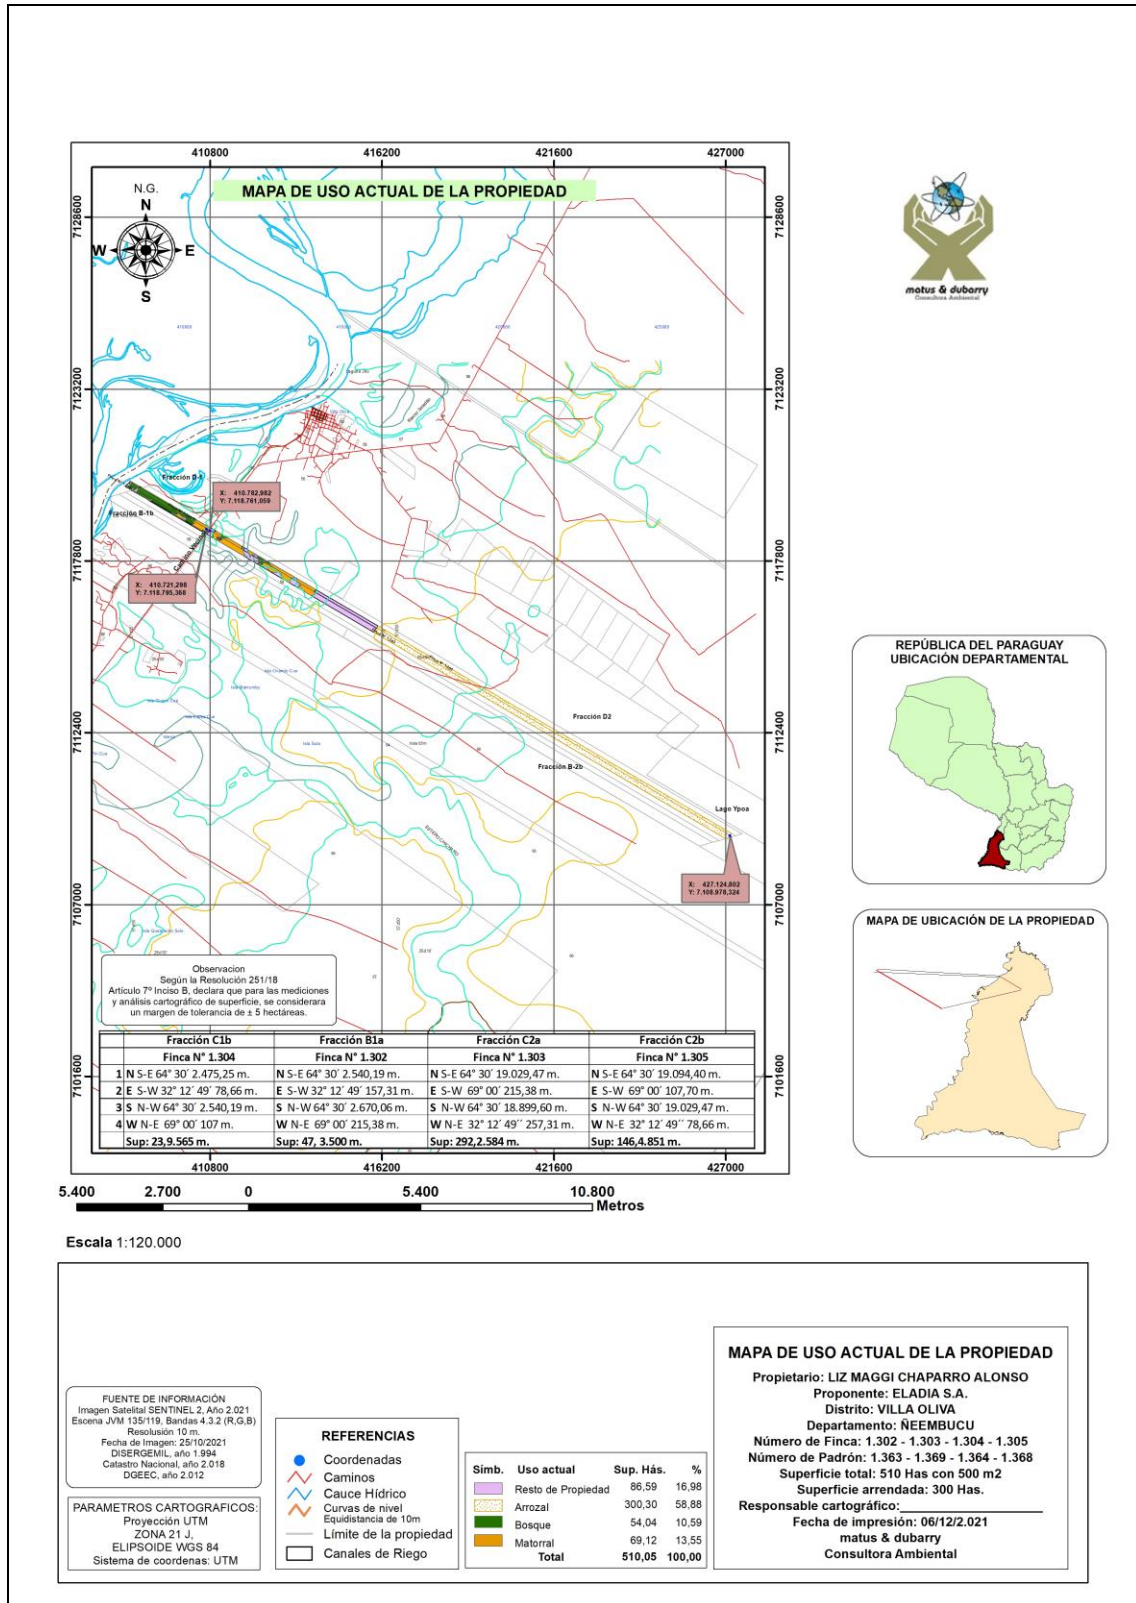 410800 416200 421600 427000
MAPA DE USO ACTUAL DE LA PROPIEDAD
N.G.
N
W E
S
7128600
7123200
7117800
7112400
7107000
7101600
7128600
7123200
7117800
7112400
7107000
7101600
matus & dubarry
Consultora Ambiental
Fracción D-1
Fracción B-1b
X: 410.782,982
Y: 7.118.761,059
X: 410.721,298
Y: 7.118.795,368
Isla Sola
Fracción D2
Fracción B-2b
Lago Ypoa
X: 427.124,802
Y: 7.108.978,324
Observacion
Según la Resolución 251/18
Artículo 7º Inciso B, declara que para las mediciones
y análisis cartográfico de superficie, se considerara
un margen de tolerancia de ± 5 hectáreas.
Fracción C1b Fracción B1a Fracción C2a Fracción C2b
Finca N° 1.304 Finca N° 1.302 Finca N° 1.303 Finca N° 1.305
1 N S-E 64° 30´ 2.475,25 m. N S-E 64° 30´ 2.540,19 m. N S-E 64° 30´ 19.029,47 m. N S-E 64° 30´ 19.094,40 m.
2 E S-W 32° 12´ 49´ 78,66 m. E S-W 32° 12´ 49´ 157,31 m. E S-W 69° 00´ 215,38 m. E S-W 69° 00´ 107,70 m.
3 S N-W 64° 30´ 2.540,19 m. S N-W 64° 30´ 2.670,06 m. S N-W 64° 30´ 18.899,60 m. S N-W 64° 30´ 19.029,47 m.
4 W N-E 69° 00´ 107 m. W N-E 69° 00´ 215,38 m. W N-E 32° 12´ 49´´ 257,31 m. W N-E 32° 12´ 49´´ 78,66 m.
Sup: 23,9.565 m. Sup: 47, 3.500 m. Sup: 292,2.584 m. Sup: 146,4.851 m.
410800 416200 421600 427000
5.400 2.700 0 5.400 10.800
Metros
Escala 1:120.000
REPÚBLICA DEL PARAGUAY
UBICACIÓN DEPARTAMENTAL
MAPA DE UBICACIÓN DE LA PROPIEDAD
FUENTE DE INFORMACIÓN
Imagen Satelital SENTINEL 2, Año 2.021
Escena JVM 135/119, Bandas 4.3.2 (R,G,B)
Resolución 10 m.
Fecha de Imagen: 25/10/2021
DISERGEMIL, año 1.994
Catastro Nacional, año 2.018
DGEEC, año 2.012
PARAMETROS CARTOGRAFICOS:
Proyección UTM
ZONA 21 J,
ELIPSOIDE WGS 84
Sistema de coordenas: UTM
REFERENCIAS
Coordenadas
Caminos
Cauce Hídrico
Curvas de nivel
Equidistancia de 10m
Límite de la propiedad
Canales de Riego
Símb. Uso actual Sup. Hás. %
Resto de Propiedad 86,59 16,98
Arrozal 300,30 58,88
Bosque 54,04 10,59
Matorral 69,12 13,55
Total 510,05 100,00
MAPA DE USO ACTUAL DE LA PROPIEDAD
Propietario: LIZ MAGGI CHAPARRO ALONSO
Proponente: ELADIA S.A.
Distrito: VILLA OLIVA
Departamento: ÑEEMBUCU
Número de Finca: 1.302 - 1.303 - 1.304 - 1.305
Número de Padrón: 1.363 - 1.369 - 1.364 - 1.368
Superficie total: 510 Has con 500 m2
Superficie arrendada: 300 Has.
Responsable cartográfico:
Fecha de impresión: 06/12/2.021
matus & dubarry
Consultora Ambiental